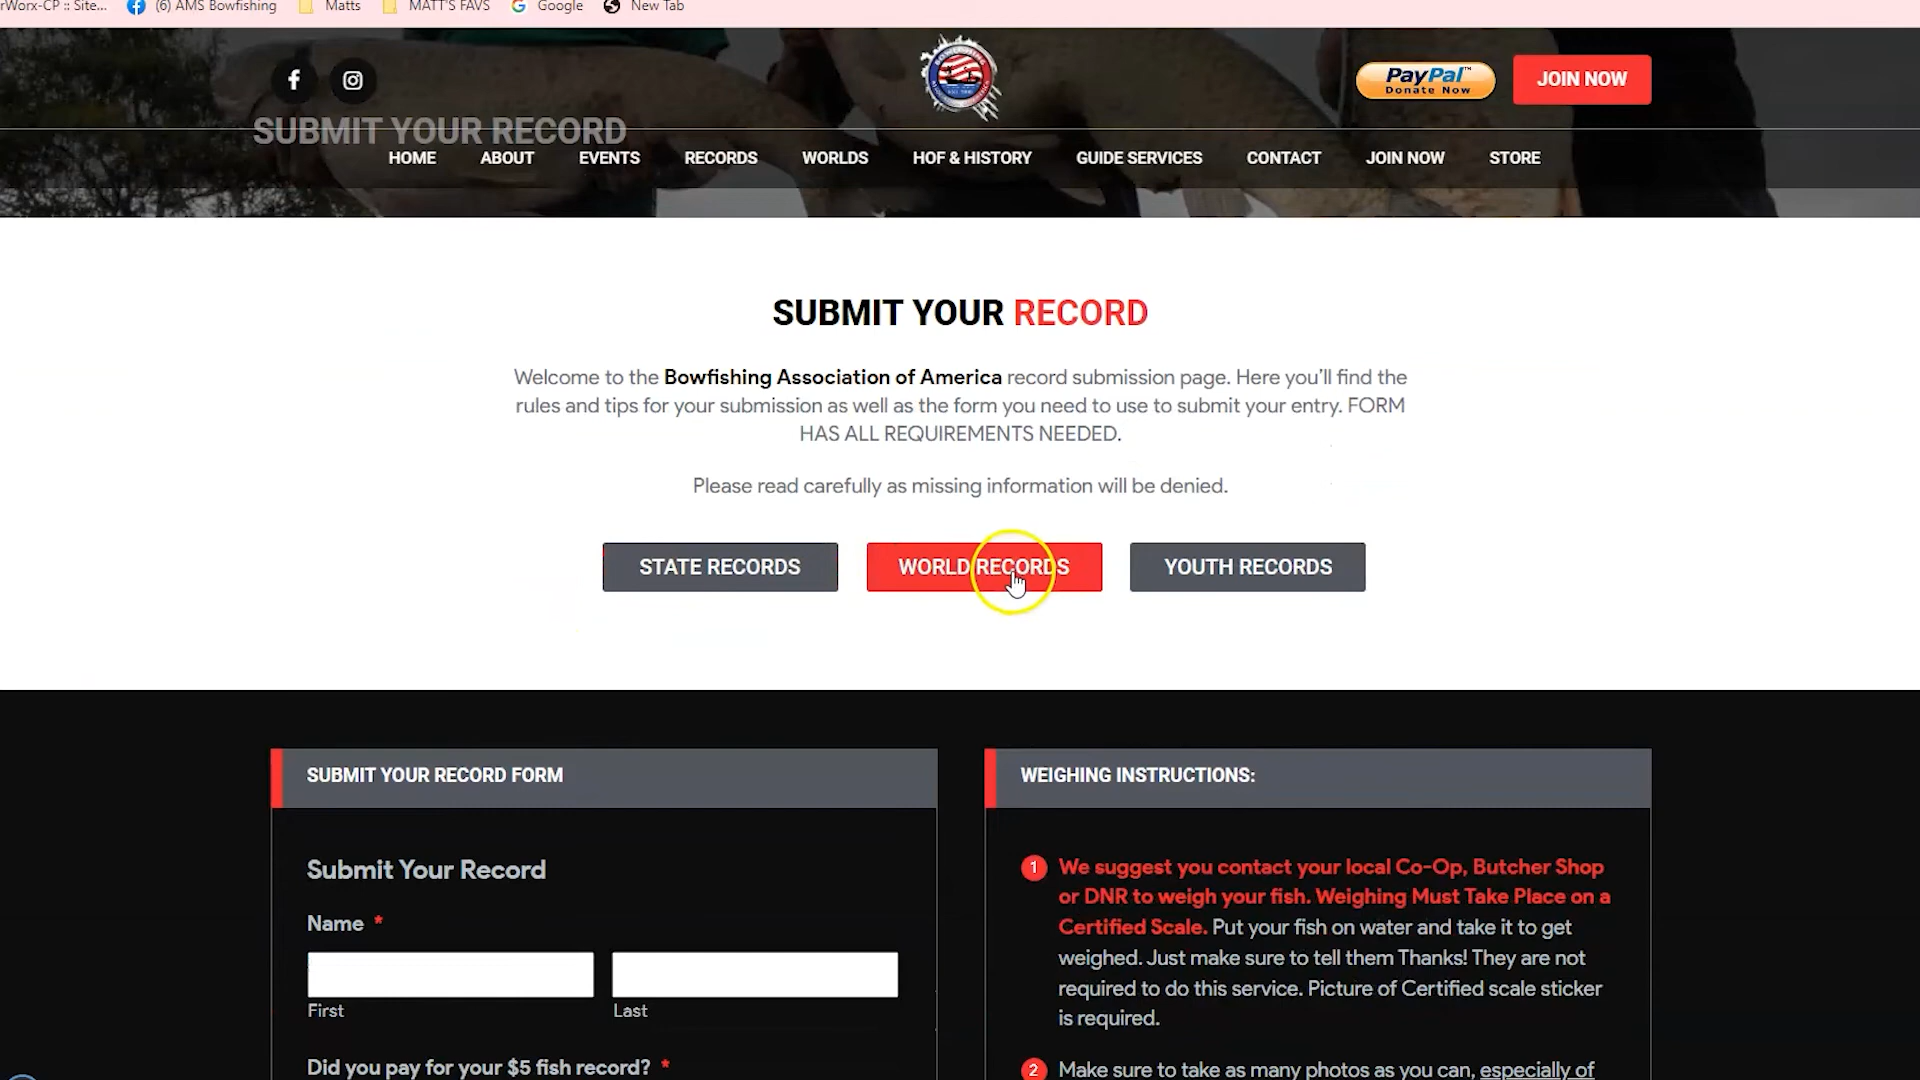 rWorx-CP :: Site... (6) AMS Bowfishing Matts MATT'S FAVS Google New Tab
PayPal™
Donate Now
JOIN NOW
SUBMIT YOUR RECORD
HOME ABOUT EVENTS RECORDS WORLDS HOF & HISTORY GUIDE SERVICES CONTACT JOIN NOW STORE
SUBMIT YOUR RECORD
Welcome to the Bowfishing Association of America record submission page. Here you'll find the
rules and tips for your submission as well as the form you need to use to submit your entry. FORM
HAS ALL REQUIREMENTS NEEDED.
Please read carefully as missing information will be denied.
STATE RECORDS WORLD RECORDS YOUTH RECORDS
SUBMIT YOUR RECORD FORM
Submit Your Record
Name *
First Last
Did you pay for your $5 fish record? *
WEIGHING INSTRUCTIONS:
1 We suggest you contact your local Co-Op, Butcher Shop
or DNR to weigh your fish. Weighing Must Take Place on a
Certified Scale. Put your fish on water and take it to get
weighed. Just make sure to tell them Thanks! They are not
required to do this service. Picture of Certified scale sticker
is required.
2 Make sure to take as many photos as you can, especially of